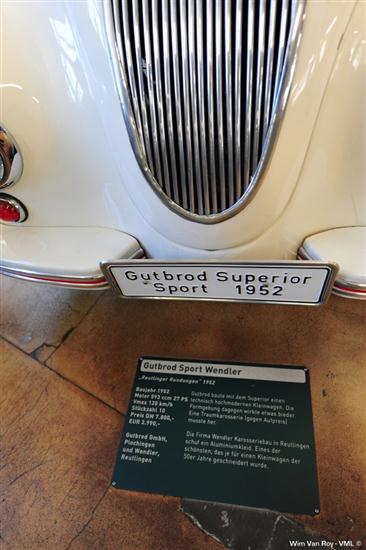 Gutbrod Superior
Sport 1952
Gutbrod Sport Wendler
„Reutlinger Rundungen“ 1952
Baujahr 1952
Motor 593 ccm 27 PS
Vmax 120 km/h
Stückzahl 10
Preis DM 7.800,-
EUR 3.990,-
Gutbrod GmbH,
Plochingen
und Wendler,
Reutlingen
Gutbrod baute mit dem Superior einen
technisch hochmodernen Kleinwagen. Die
Formgebung dagegen wirkte etwas bieder.
Eine Traumkarosserie (gegen Aufpreis)
musste her.
Die Firma Wendler Karosseriebau in Reutlingen
schuf ein Aluminiumkleid. Eines der
schönsten, das je für einen Kleinwagen der
50er Jahre geschneidert wurde.
Wim Van Roy - VML ©